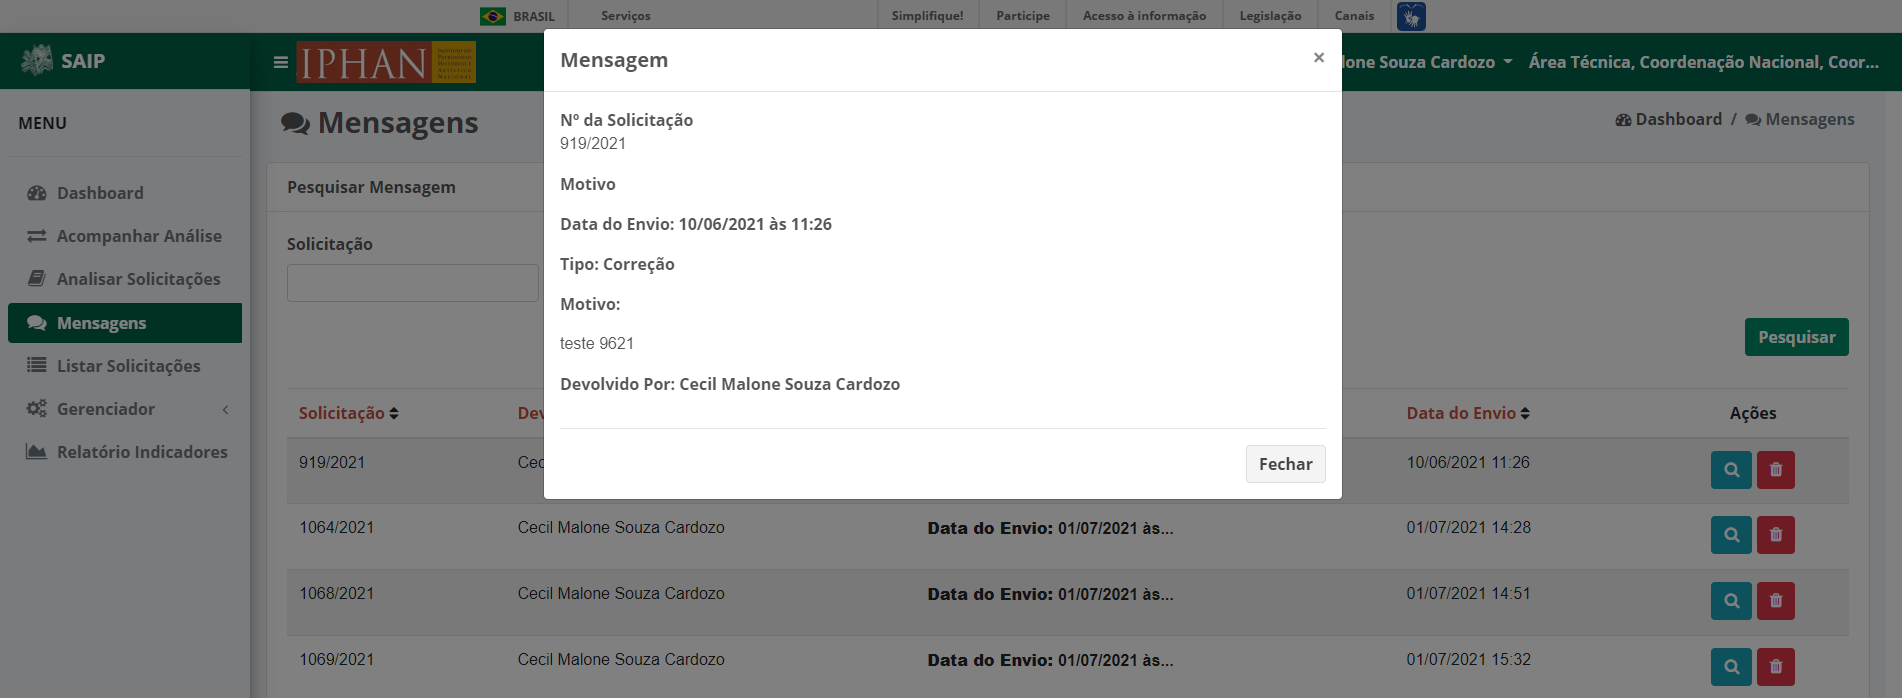 BRASIL Serviços Simplifique! Participe Acesso à informação Legislação Canais
SAIP
IPHAN
lone Souza Cardozo Área Técnica, Coordenação Nacional, Coor...
MENU
Dashboard
Acompanhar Análise
Analisar Solicitações
Mensagens
Listar Solicitações
Gerenciador
Relatório Indicadores
Mensagens
Dashboard / Mensagens
Pesquisar Mensagem
Solicitação
Pesquisar
Mensagem ×
Nº da Solicitação
919/2021
Motivo
Data do Envio: 10/06/2021 às 11:26
Tipo: Correção
Motivo:
teste 9621
Devolvido Por: Cecil Malone Souza Cardozo
Fechar
Solicitação Dev Data do Envio Ações
919/2021 Cec 10/06/2021 11:26
1064/2021 Cecil Malone Souza Cardozo Data do Envio: 01/07/2021 às... 01/07/2021 14:28
1068/2021 Cecil Malone Souza Cardozo Data do Envio: 01/07/2021 às... 01/07/2021 14:51
1069/2021 Cecil Malone Souza Cardozo Data do Envio: 01/07/2021 às... 01/07/2021 15:32